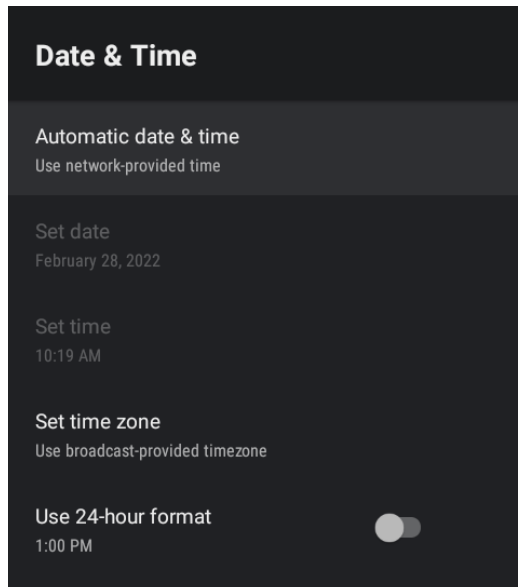 Date & Time
Automatic date & time
Use network-provided time
Set date
February 28, 2022
Set time
10:19 AM
Set time zone
Use broadcast-provided timezone
Use 24-hour format
1:00 PM